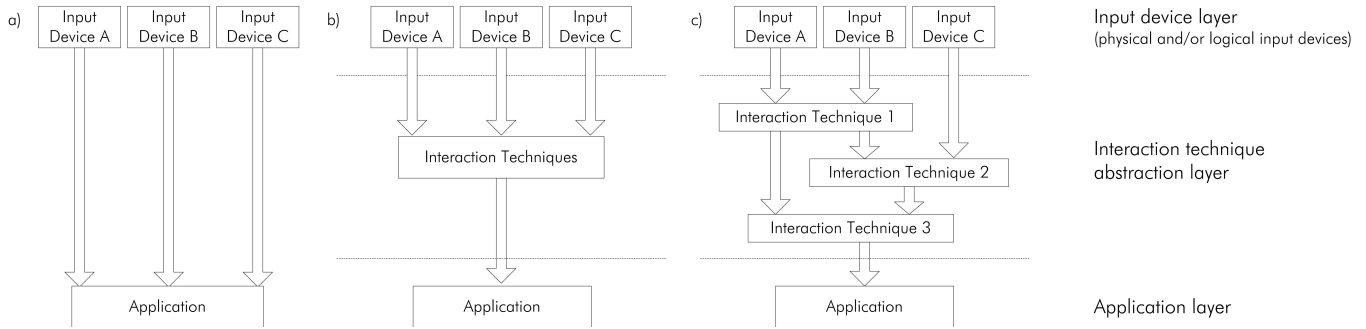 a)
Input
Device A
Input
Device B
Input
Device C
Application
b)
Input
Device A
Input
Device B
Input
Device C
Interaction Techniques
Application
c)
Input
Device A
Input
Device B
Input
Device C
Interaction Technique 1
Interaction Technique 2
Interaction Technique 3
Application
Input device layer
(physical and/or logical input devices)
Interaction technique
abstraction layer
Application layer